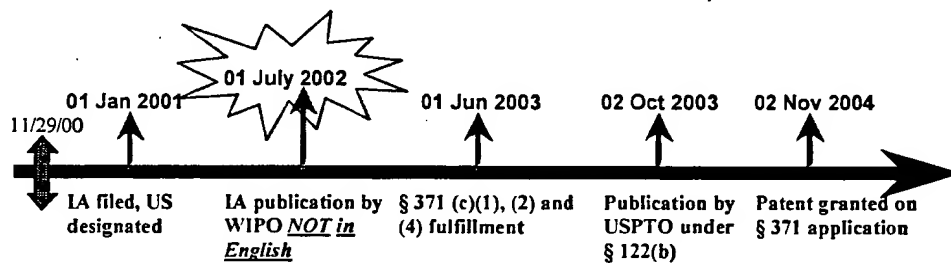 01 July 2002
01 Jan 2001
01 Jun 2003
02 Oct 2003
02 Nov 2004
11/29/00
IA filed, US
designated
IA publication by
WIPO NOT in
English
§ 371 (c)(1), (2) and
(4) fulfillment
Publication by
USPTO under
§ 122(b)
Patent granted on
§ 371 application